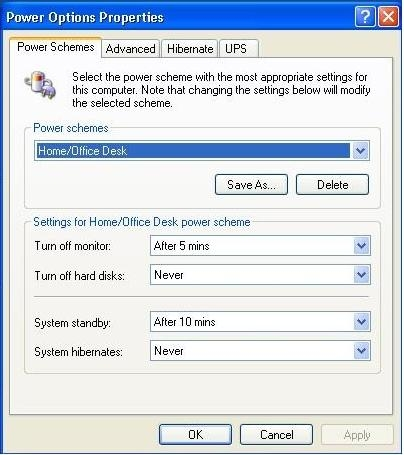 Power Options Properties
Power Schemes Advanced Hibernate UPS
Select the power scheme with the most appropriate settings for
this computer. Note that changing the settings below will modify
the selected scheme.
Power schemes
Home/Office Desk
Save As... Delete
Settings for Home/Office Desk power scheme
Turn off monitor: After 5 mins
Turn off hard disks: Never
System standby: After 10 mins
System hibernates: Never
OK Cancel Apply